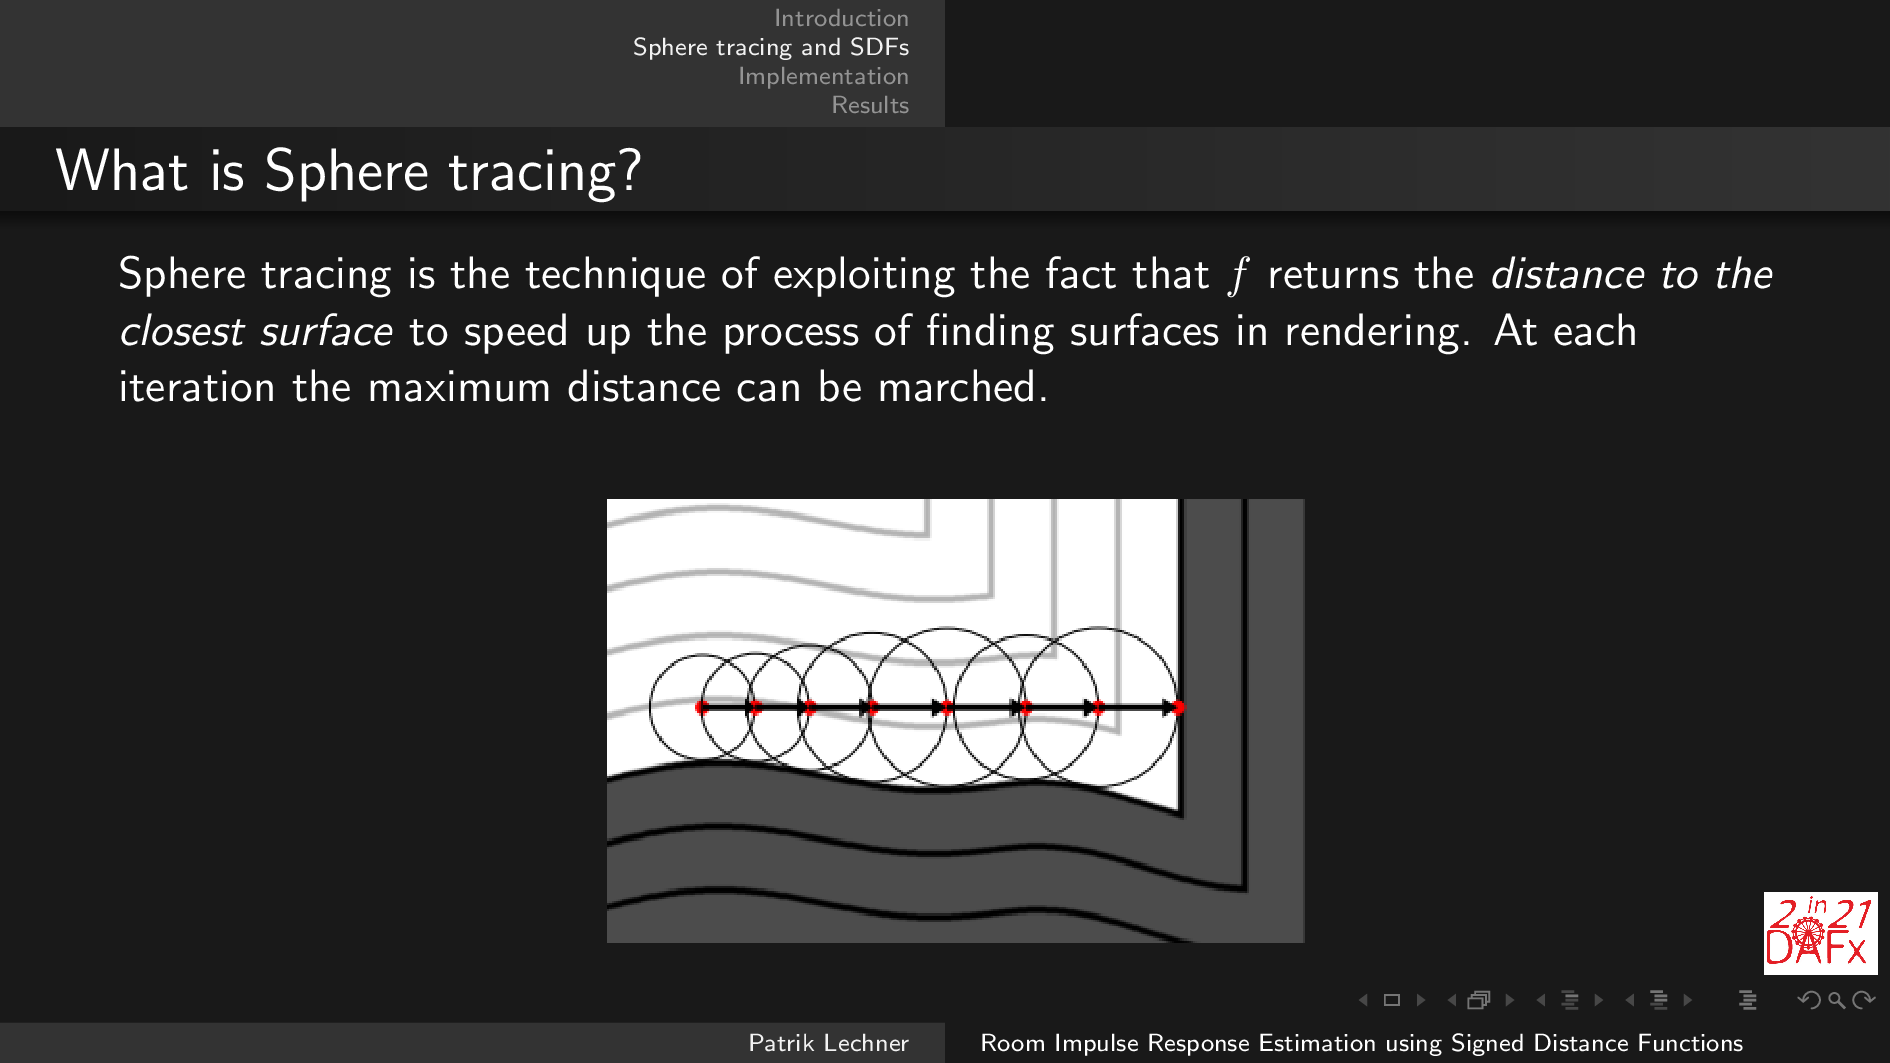 Introduction
Sphere tracing and SDFs
Implementation
Results
What is Sphere tracing?
Sphere tracing is the technique of exploiting the fact that f returns the distance to the
closest surface to speed up the process of finding surfaces in rendering. At each
iteration the maximum distance can be marched.
2 in 21
DAFx
Patrik Lechner
Room Impulse Response Estimation using Signed Distance Functions